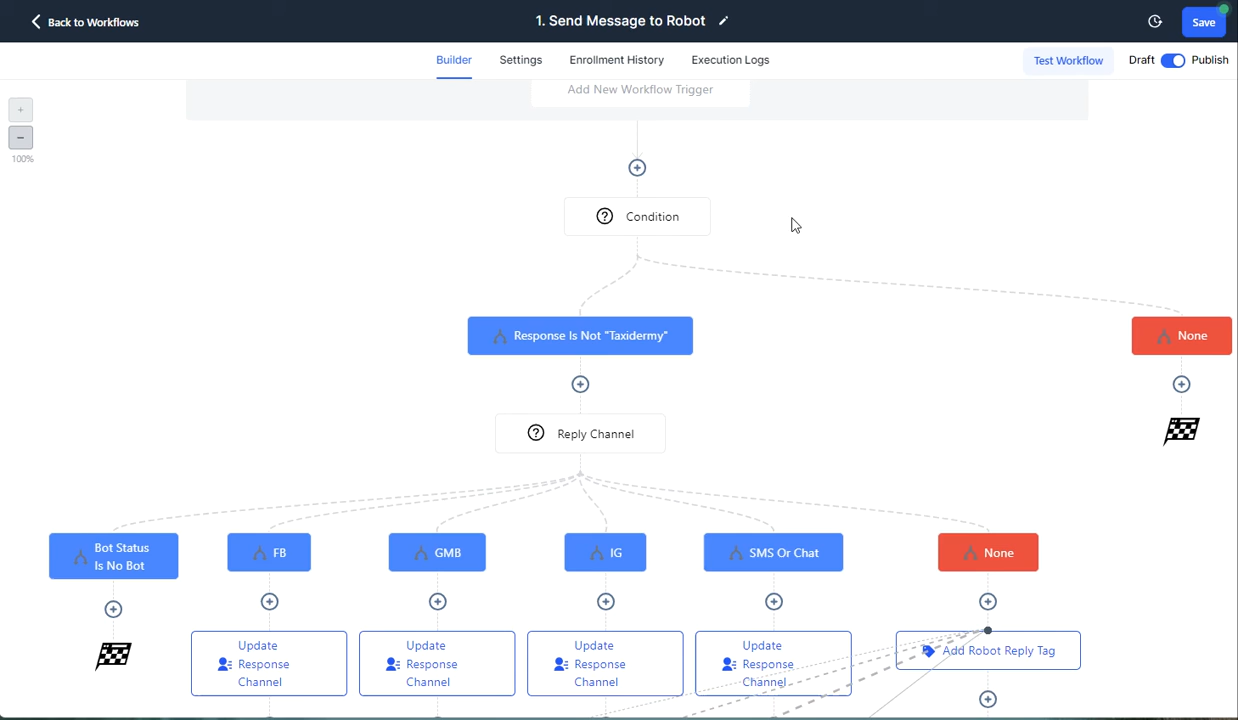 Back to Workflows
1. Send Message to Robot
Save
Builder
Settings
Enrollment History
Execution Logs
Test Workflow
Draft
Publish
Add New Workflow Trigger
+
−
100%
Condition
Response Is Not "Taxidermy"
None
Reply Channel
Bot Status
Is No Bot
FB
GMB
IG
SMS Or Chat
None
Update
Response
Channel
Update
Response
Channel
Update
Response
Channel
Update
Response
Channel
Add Robot Reply Tag